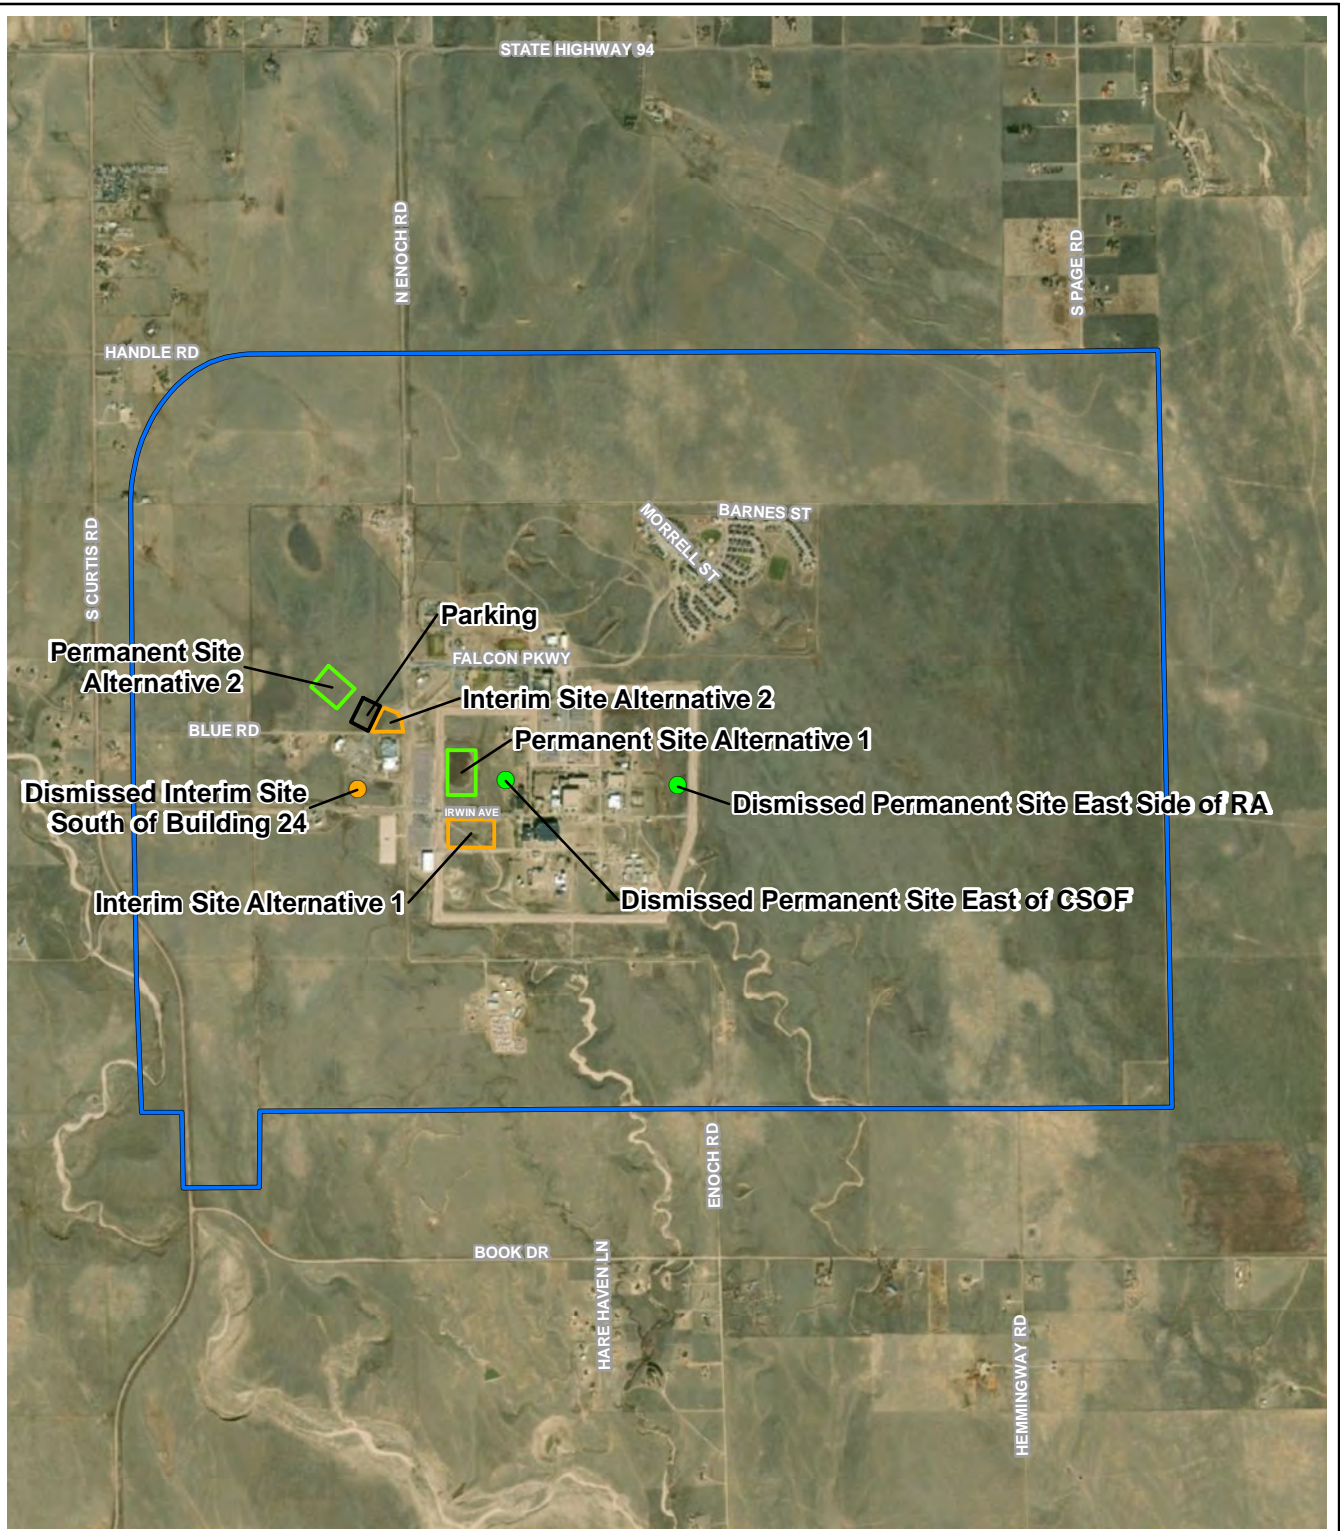 STATE HIGHWAY 94
N ENOCH RD
S PAGE RD
HANDLE RD
S CURTIS RD
BARNES ST
MORRELL ST
Parking
FALCON PKWY
Permanent Site
Alternative 2
Interim Site Alternative 2
BLUE RD
Permanent Site Alternative 1
Dismissed Interim Site
South of Building 24
Dismissed Permanent Site East Side of RA
IRWIN AVE
Interim Site Alternative 1
Dismissed Permanent Site East of CSOF
ENOCH RD
BOOK DR
HARE HAVEN LN
HEMMINGWAY RD